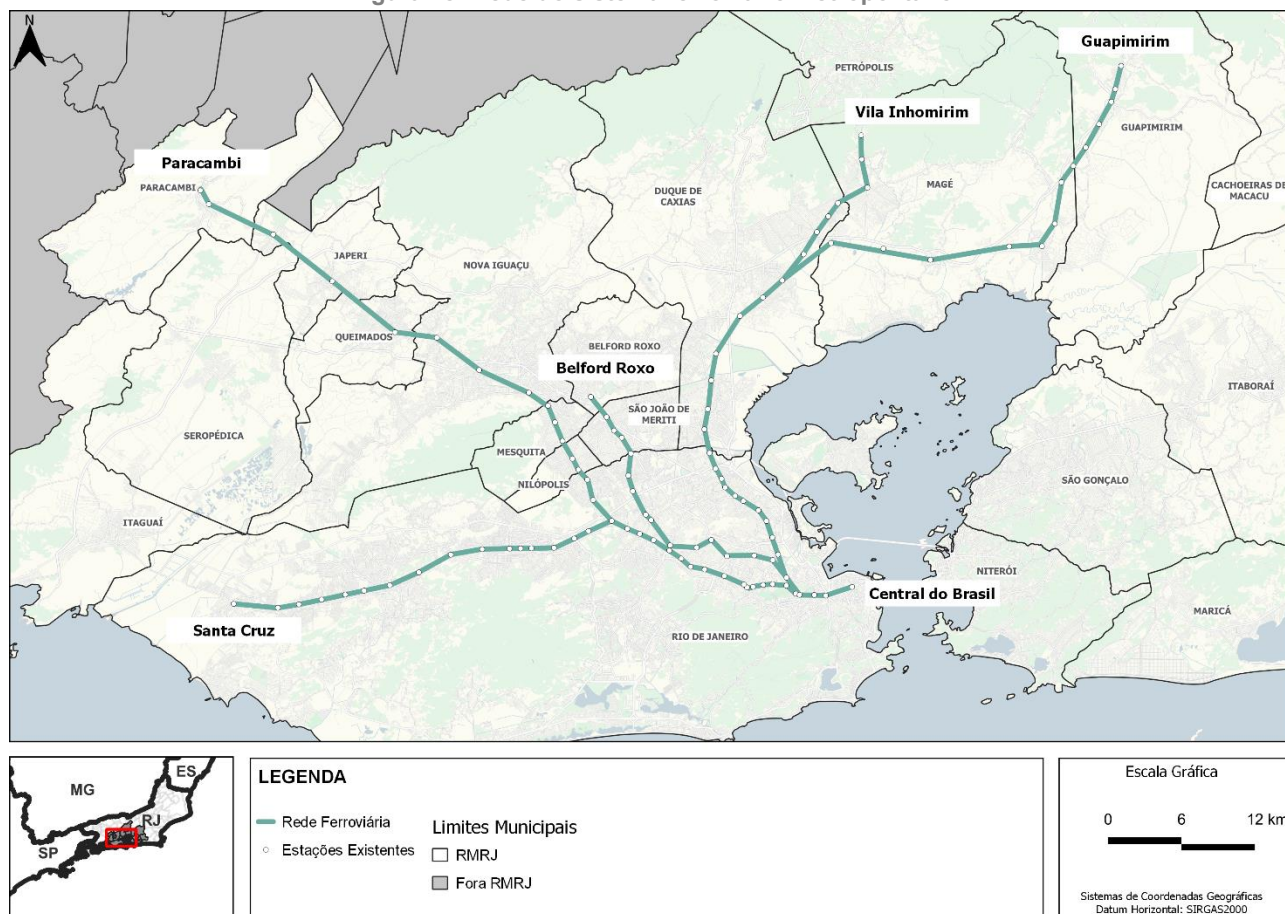 N
Guapimirim
PETRÓPOLIS
Vila Inhomirim
GUAPIMIRIM
Paracambi
PARACAMBI
DUQUE DE
CAXIAS
MAGÉ
CACHOEIRAS DE
MACACU
JAPERI
NOVA IGUAÇU
QUEIMADOS
BELFORD ROXO
Belford Roxo
ITABORAÍ
SÃO JOÃO DE
MERITI
SEROPÉDICA
MESQUITA
NILÓPOLIS
SÃO GONÇALO
ITAGUAÍ
NITERÓI
Central do Brasil
MARICÁ
Santa Cruz
RIO DE JANEIRO
MG
ES
RJ
SP
LEGENDA
Rede Ferroviária
Estações Existentes
Limites Municipais
RMRJ
Fora RMRJ
Escala Gráfica
0 6 12 km
Sistemas de Coordenadas Geográficas
Datum Horizontal: SIRGAS2000